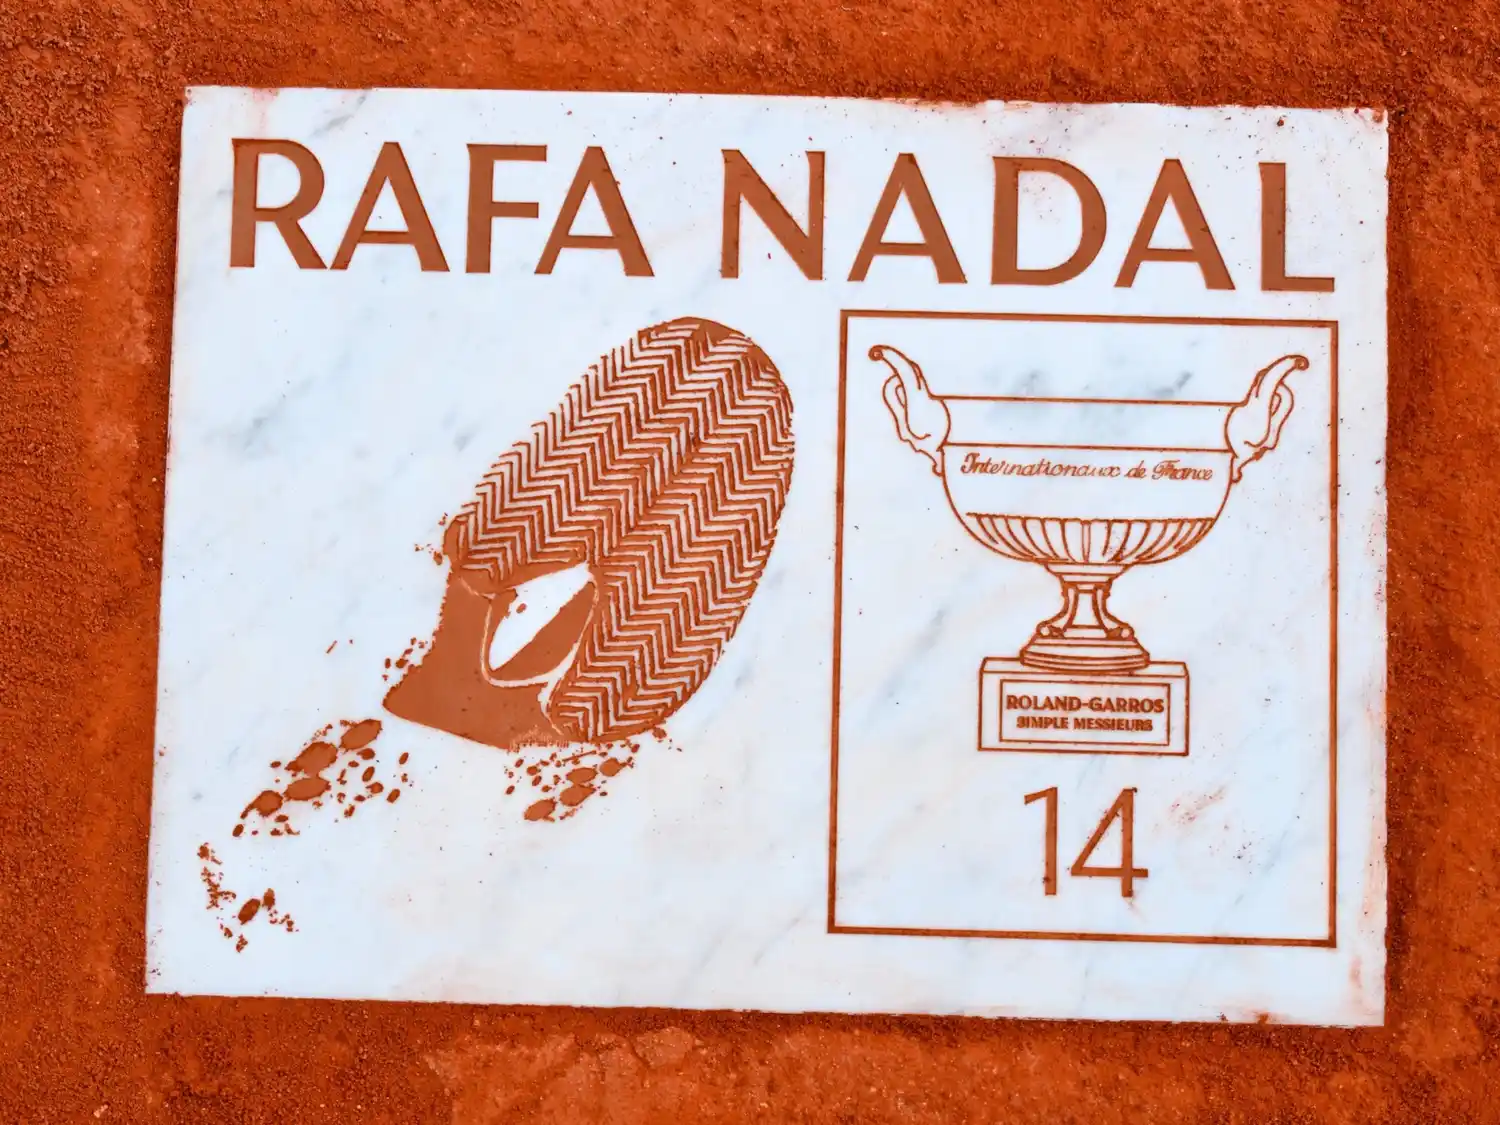 RAFA NADAL
Internationaux de France
ROLAND-GARROS
SIMPLE MESSIEURS
14